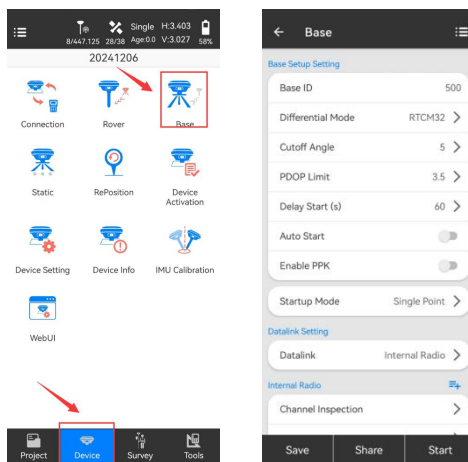 Single H:3.403
8/447.125 28/38 Age:0.0 V:3.027 58%
20241206
Connection Rover Base
Static RePosition Device
Activation
Device Setting Device Info IMU Calibration
WebUI
Project Device Survey Tools
Base
Base Setup Setting
Base ID 500
Differential Mode RTCM32
Cutoff Angle 5
PDOP Limit 3.5
Delay Start (s) 60
Auto Start
Enable PPK
Startup Mode Single Point
Datalink Setting
Datalink Internal Radio
Internal Radio
Channel Inspection
Save Share Start